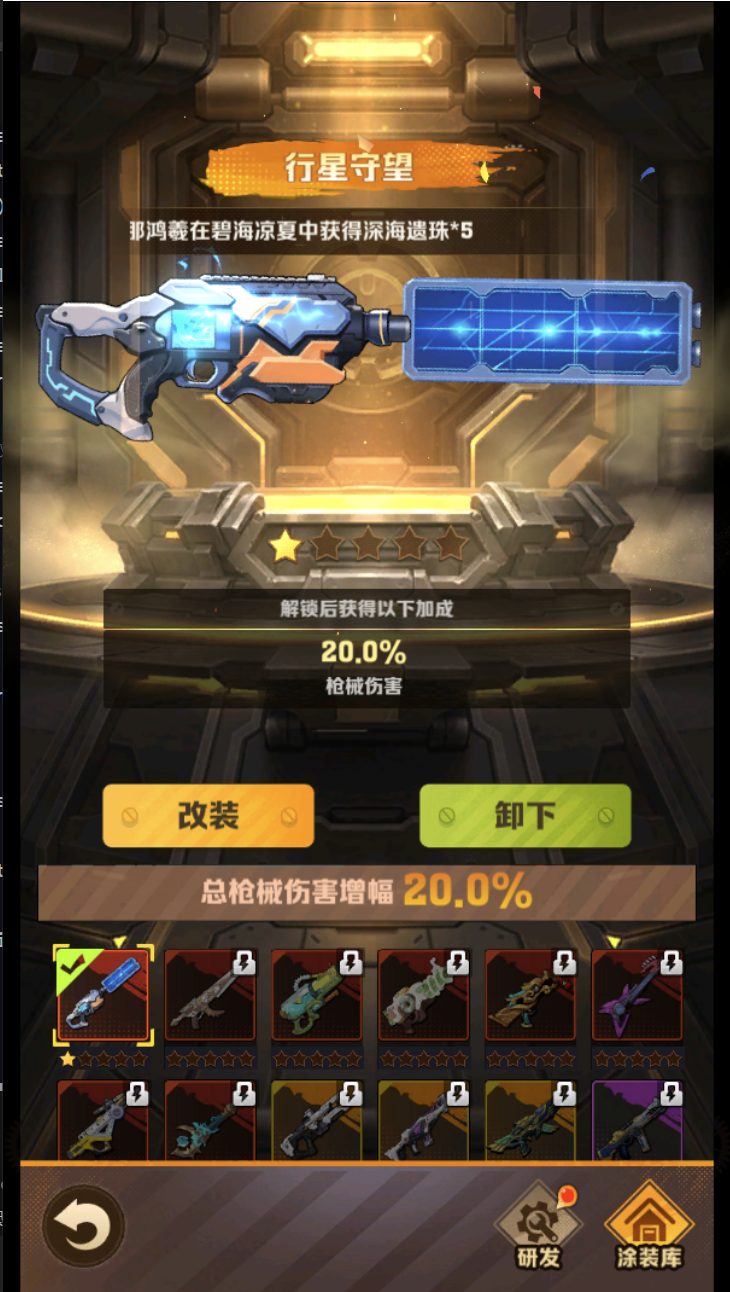 行星守望
鸿羲在碧海凉夏中获得深海遗珠*5
解锁后获得以下加成
20.0%
枪械伤害
改装
卸下
总枪械伤害增幅 20.0%
研发
涂装库